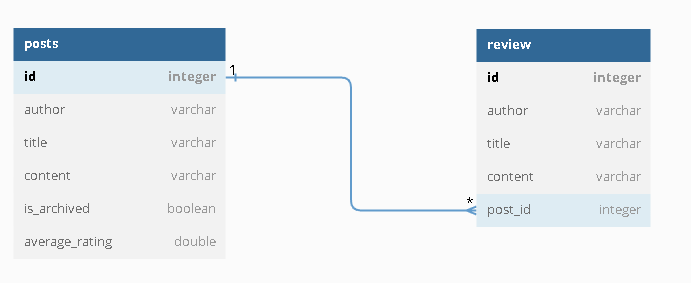 posts
id integer
author varchar
title varchar
content varchar
is_archived boolean
average_rating double
1
*
review
id integer
author varchar
title varchar
content varchar
post_id integer